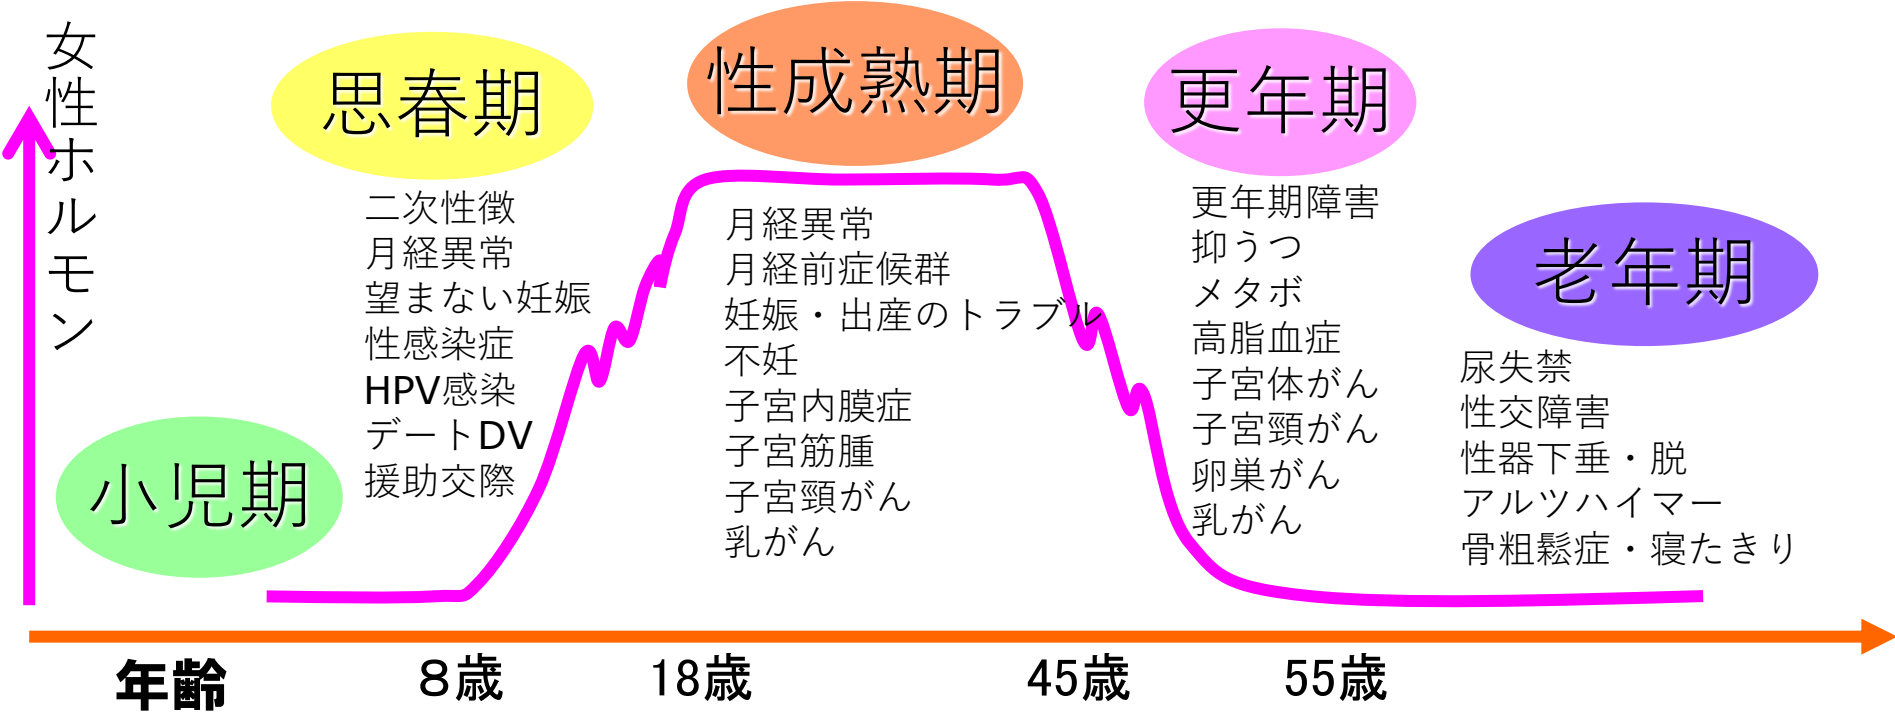 女性ホルモン
小児期
思春期
二次性徴
月経異常
望まない妊娠
性感染症
HPV感染
デートDV
援助交際
性成熟期
月経異常
月経前症候群
妊娠・出産のトラブル
不妊
子宮内膜症
子宮筋腫
子宮頸がん
乳がん
更年期
更年期障害
抑うつ
メタボ
高脂血症
子宮体がん
子宮頸がん
卵巣がん
乳がん
老年期
尿失禁
性交障害
性器下垂・脱
アルツハイマー
骨粗鬆症・寝たきり
年齢
8歳
18歳
45歳
55歳